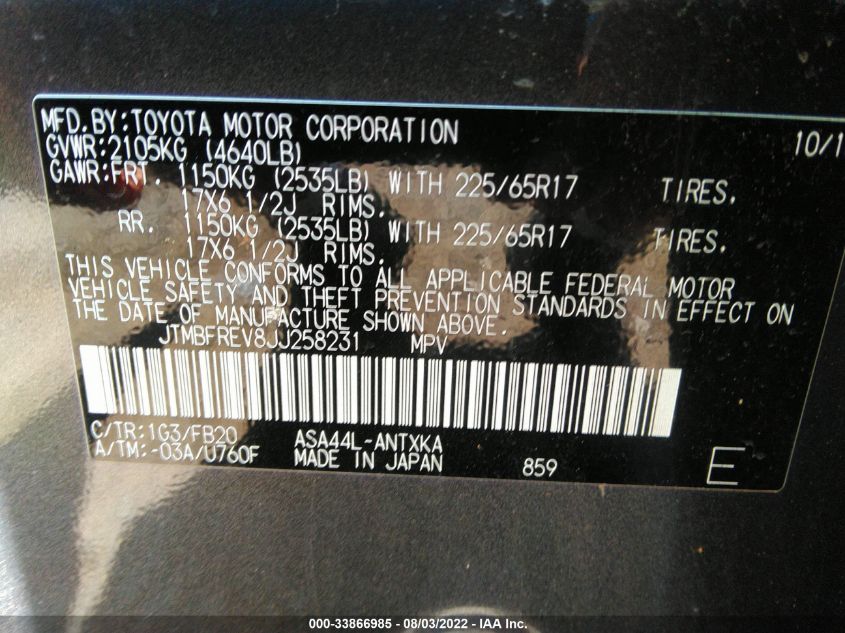 MFD.BY:TOYOTA MOTOR CORPORATION 10/1
GVWR:2105KG (4640LB)
GAWR:FRT. 1150KG (2535LB) WITH 225/65R17 TIRES.
17X6 1/2J RIMS.
RR. 1150KG (2535LB) WITH 225/65R17 TIRES.
17X6 1/2J RIMS.
THIS VEHICLE CONFORMS TO ALL APPLICABLE FEDERAL MOTOR
VEHICLE SAFETY AND THEFT PREVENTION STANDARDS IN EFFECT ON
THE DATE OF MANUFACTURE SHOWN ABOVE.
JTMBFREV8JJ258231 MPV
C/TR:1G3/FB20 ASA44L-ANTXKA
A/TM:-03A/U760F MADE IN JAPAN 859 E
000-33866985 - 08/03/2022 - IAA Inc.